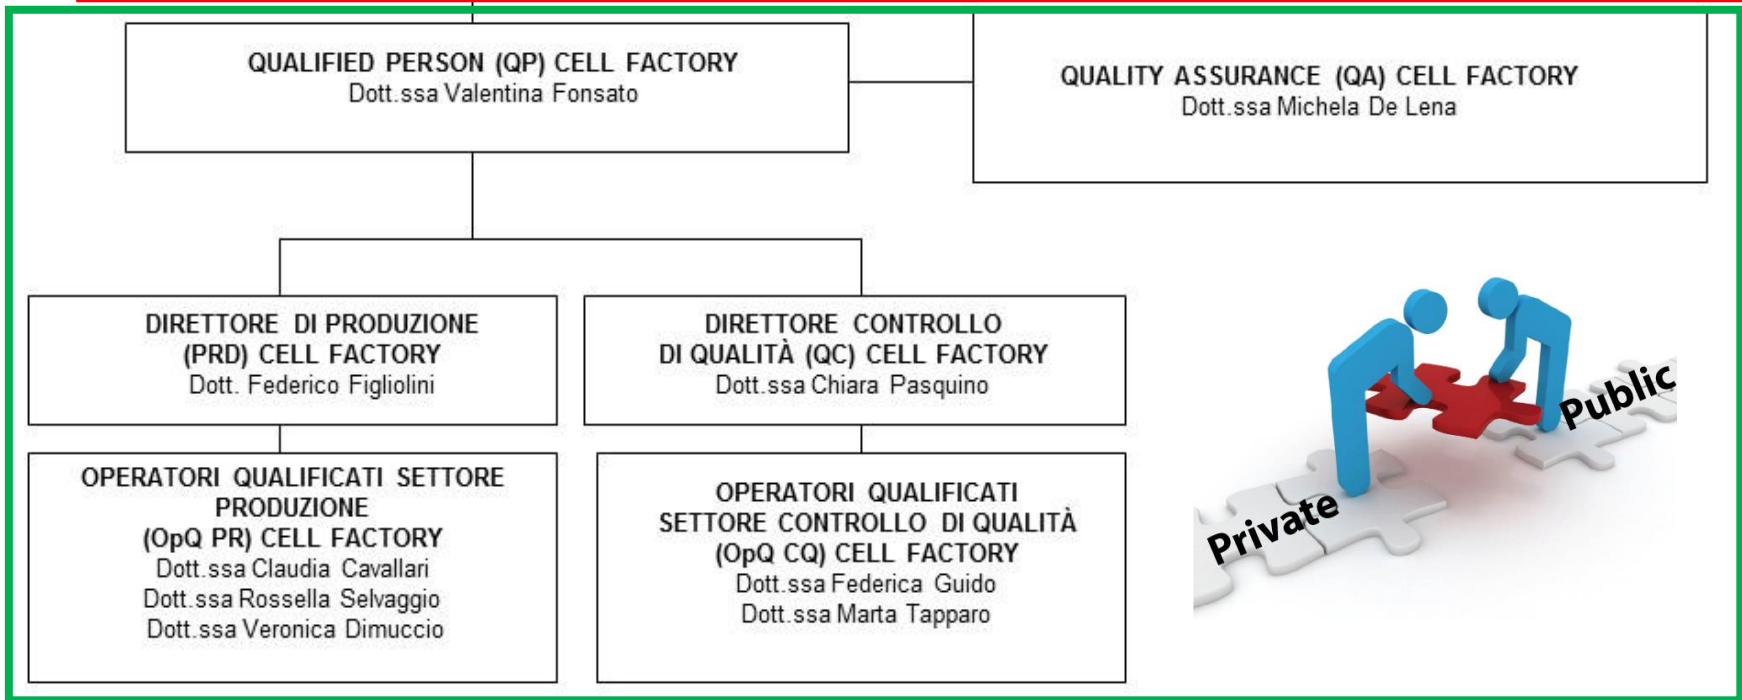 QUALIFIED PERSON (QP) CELL FACTORY
Dott.ssa Valentina Fonsato
QUALITY ASSURANCE (QA) CELL FACTORY
Dott.ssa Michela De Lena
DIRETTORE DI PRODUZIONE
(PRD) CELL FACTORY
Dott. Federico Figliolini
DIRETTORE CONTROLLO
DI QUALITÀ (QC) CELL FACTORY
Dott.ssa Chiara Pasquino
OPERATORI QUALIFICATI SETTORE
PRODUZIONE
(OpQ PR) CELL FACTORY
Dott.ssa Claudia Cavallari
Dott.ssa Rossella Selvaggio
Dott.ssa Veronica Dimuccio
OPERATORI QUALIFICATI
SETTORE CONTROLLO DI QUALITÀ
(OpQ CQ) CELL FACTORY
Dott.ssa Federica Guido
Dott.ssa Marta Tapparo
Private
Public